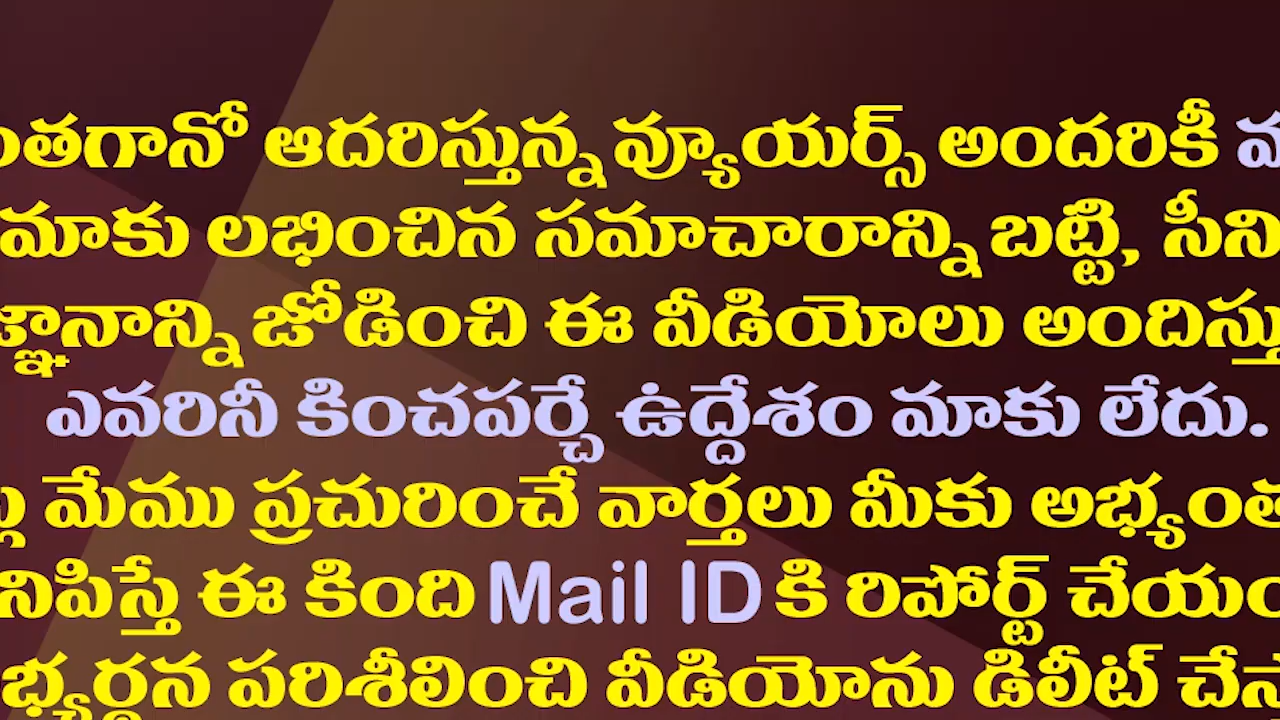 ంతగానో ఆదరిస్తున్న వ్యూయర్స్ అందరికీ
మాకు లభించిన సమాచారాన్ని బట్టి, సీని
జ్ఞానాన్ని జోడించి ఈ వీడియోలు అందిస్తు
ఎవరినీ కించపర్చే ఉద్దేశం మాకు లేదు.
మేము ప్రచురించే వార్తలు మీకు అభ్యంత
నిపిస్తే ఈ కింది Mail ID కి రిపోర్ట్ చేయం
భ్యర్ధన పరిశీలించి వీడియోను డిలీట్ చేస